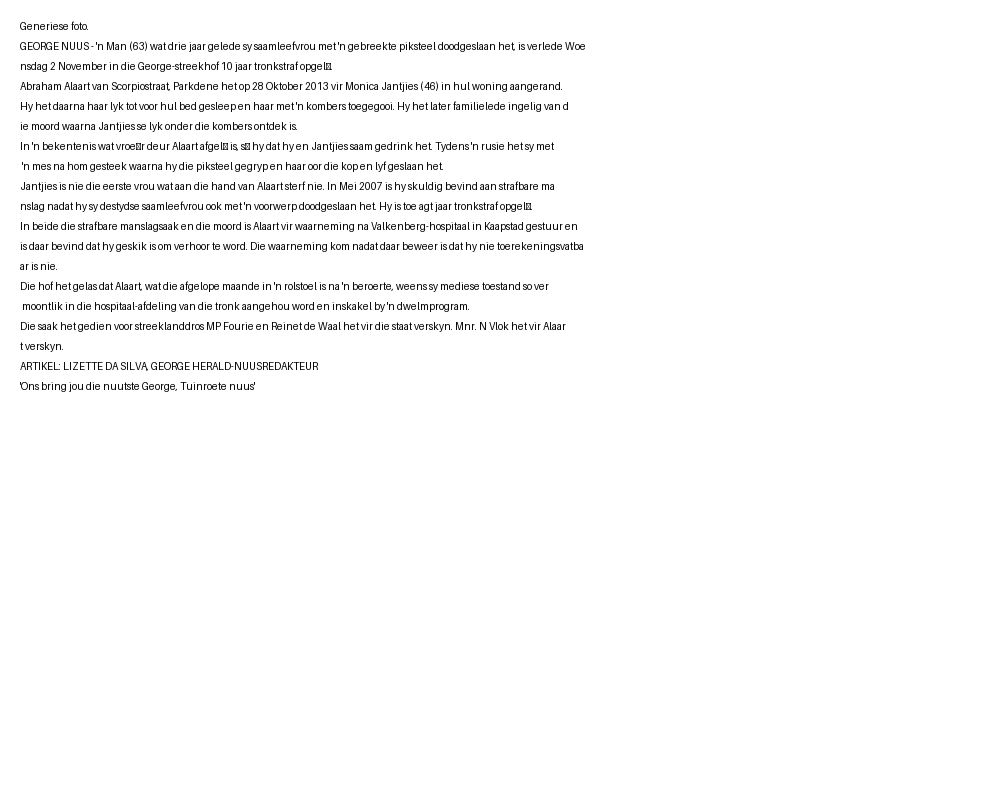 Generiese foto.
GEORGE NUUS - 'n Man (63) wat drie jaar gelede sy saamleefvrou met 'n gebreekte piksteel doodgeslaan het, is verlede Woe
nsdag 2 November in die George-streekhof 10 jaar tronkstraf opgel□.
Abraham Alaart van Scorpiostraat, Parkdene het op 28 Oktober 2013 vir Monica Jantjies (46) in hul woning aangerand.
Hy het daarna haar lyk tot voor hul bed gesleep en haar met 'n kombers toegegooi. Hy het later familielede ingelig van d
ie moord waarna Jantjies se lyk onder die kombers ontdek is.
In 'n bekentenis wat vroe□r deur Alaart afgel□ is, s□ hy dat hy en Jantjies saam gedrink het. Tydens 'n rusie het sy met
'n mes na hom gesteek waarna hy die piksteel gegryp en haar oor die kop en lyf geslaan het.
Jantjies is nie die eerste vrou wat aan die hand van Alaart sterf nie. In Mei 2007 is hy skuldig bevind aan strafbare ma
nslag nadat hy sy destydse saamleefvrou ook met 'n voorwerp doodgeslaan het. Hy is toe agt jaar tronkstraf opgel□.
In beide die strafbare manslagsaak en die moord is Alaart vir waarneming na Valkenberg-hospitaal in Kaapstad gestuur en
is daar bevind dat hy geskik is om verhoor te word. Die waarneming kom nadat daar beweer is dat hy nie toerekeningsvatba
ar is nie.
Die hof het gelas dat Alaart, wat die afgelope maande in 'n rolstoel is na 'n beroerte, weens sy mediese toestand so ver
moontlik in die hospitaal-afdeling van die tronk aangehou word en inskakel by 'n dwelmprogram.
Die saak het gedien voor streeklanddros MP Fourie en Reinet de Waal het vir die staat verskyn. Mnr. N Vlok het vir Alaar
t verskyn.
ARTIKEL: LIZETTE DA SILVA, GEORGE HERALD-NUUSREDAKTEUR
'Ons bring jou die nuutste George, Tuinroete nuus'